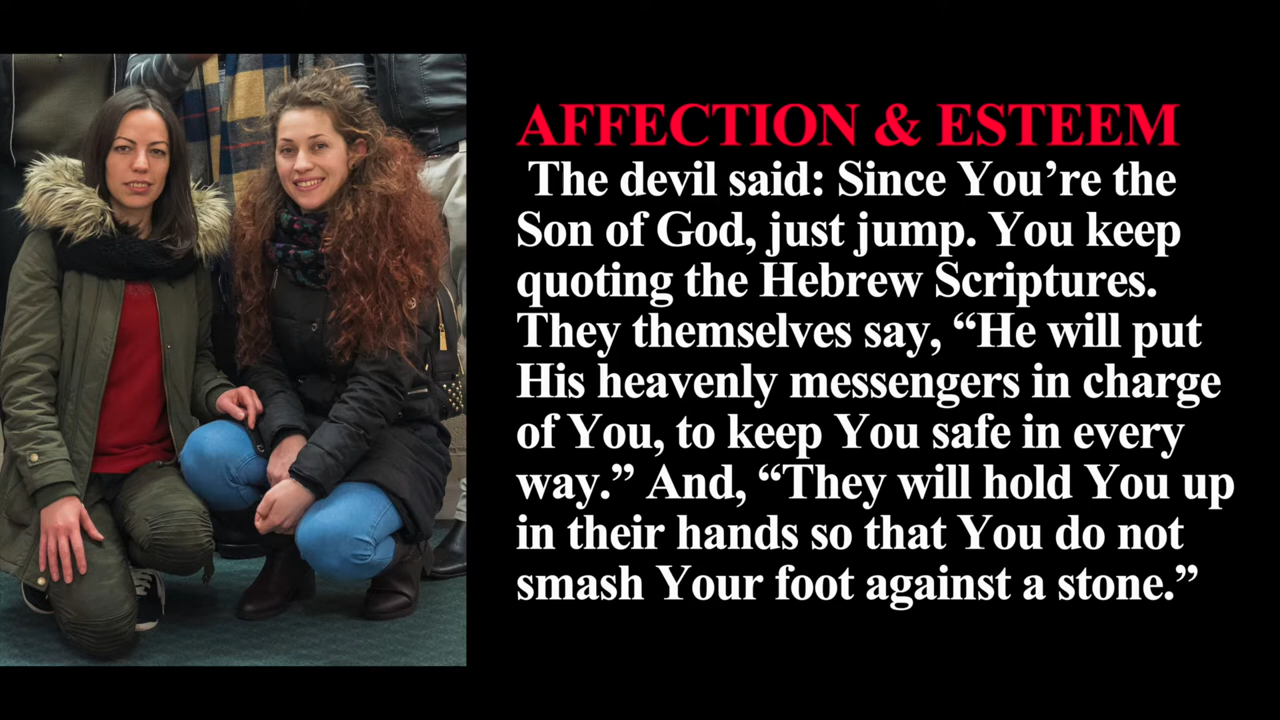 AFFECTION & ESTEEM
The devil said: Since You’re the
Son of God, just jump. You keep
quoting the Hebrew Scriptures.
They themselves say, “He will put
His heavenly messengers in charge
of You, to keep You safe in every
way.” And, “They will hold You up
in their hands so that You do not
smash Your foot against a stone.”